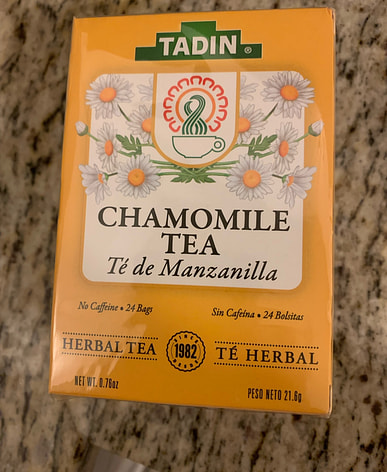 TADIN ®
CHAMOMILE
TEA
Té de Manzanilla
No Caffeine • 24 Bags
Sin Cafeína • 24 Bolsitas
HERBAL TEA
SINCE
1982
TÉ HERBAL
NET WT. 0.76oz
PESO NETO 21.6g